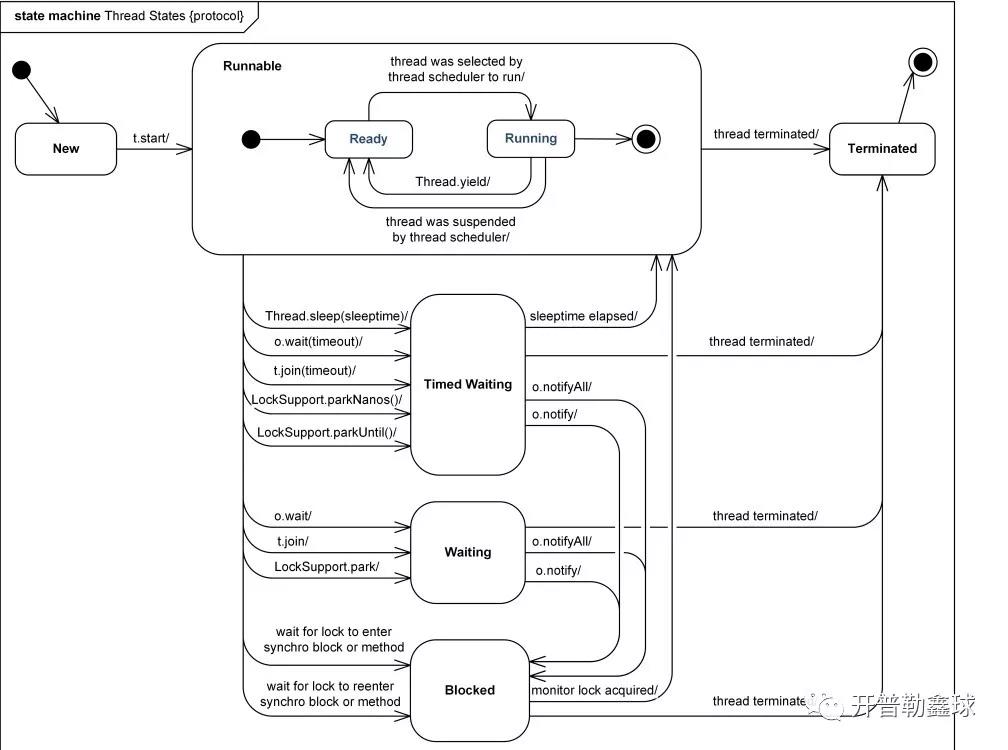 state machine Thread States {protocol}
Runnable
thread was selected by
thread scheduler to run/
New
t.start/
Ready
Running
thread terminated/
Terminated
Thread.yield/
thread was suspended
by thread scheduler/
Thread.sleep(sleeptime)/
sleeptime elapsed/
o.wait(timeout)/
thread terminated/
t.join(timeout)/
Timed Waiting
o.notifyAll/
LockSupport.parkNanos()/
o.notify/
LockSupport.parkUntil()/
o.wait/
thread terminated/
t.join/
o.notifyAll/
Waiting
LockSupport.park/
o.notify/
wait for lock to enter
synchro block or method
wait for lock to reenter
synchro block or method
Blocked
monitor lock acquired/
thread terminated/
开普勒鑫球